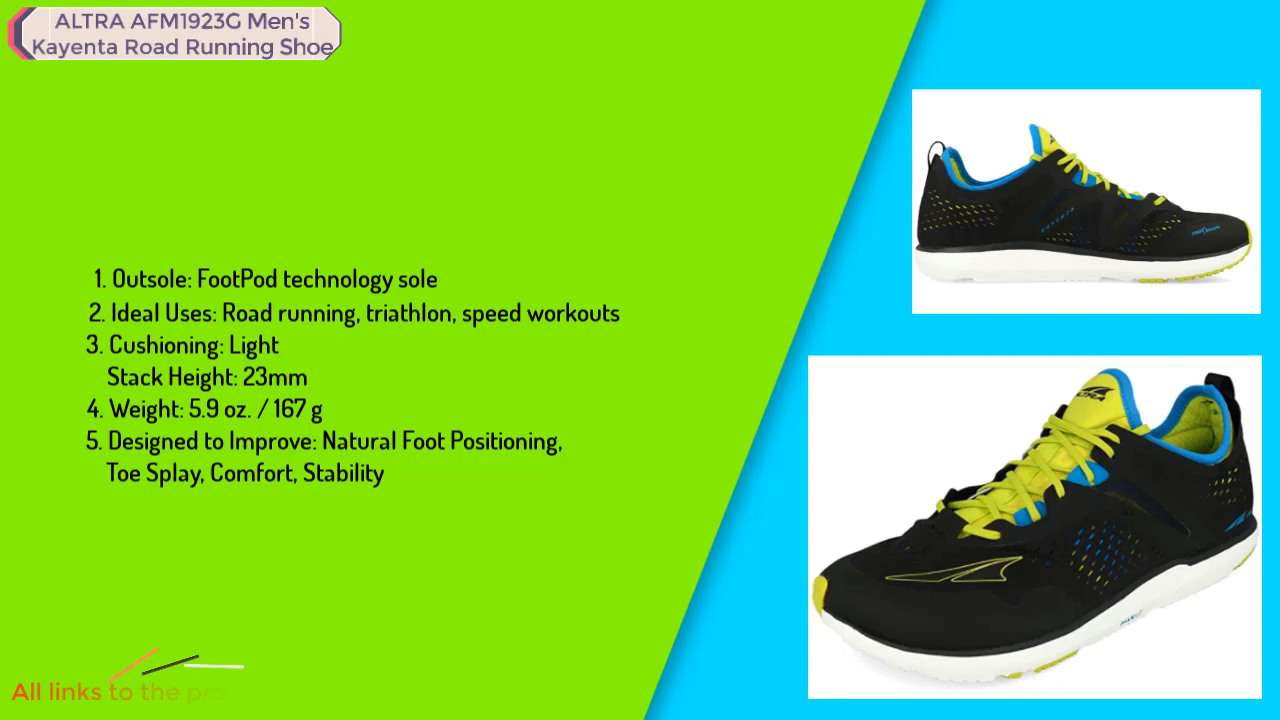 ALTRA AFM1923G Men's
Kayenta Road Running Shoe
1. Outsole: FootPod technology sole
2. Ideal Uses: Road running, triathlon, speed workouts
3. Cushioning: Light
Stack Height: 23mm
4. Weight: 5.9 oz. / 167 g
5. Designed to Improve: Natural Foot Positioning,
Toe Splay, Comfort, Stability
All links to the pro
ALTRA